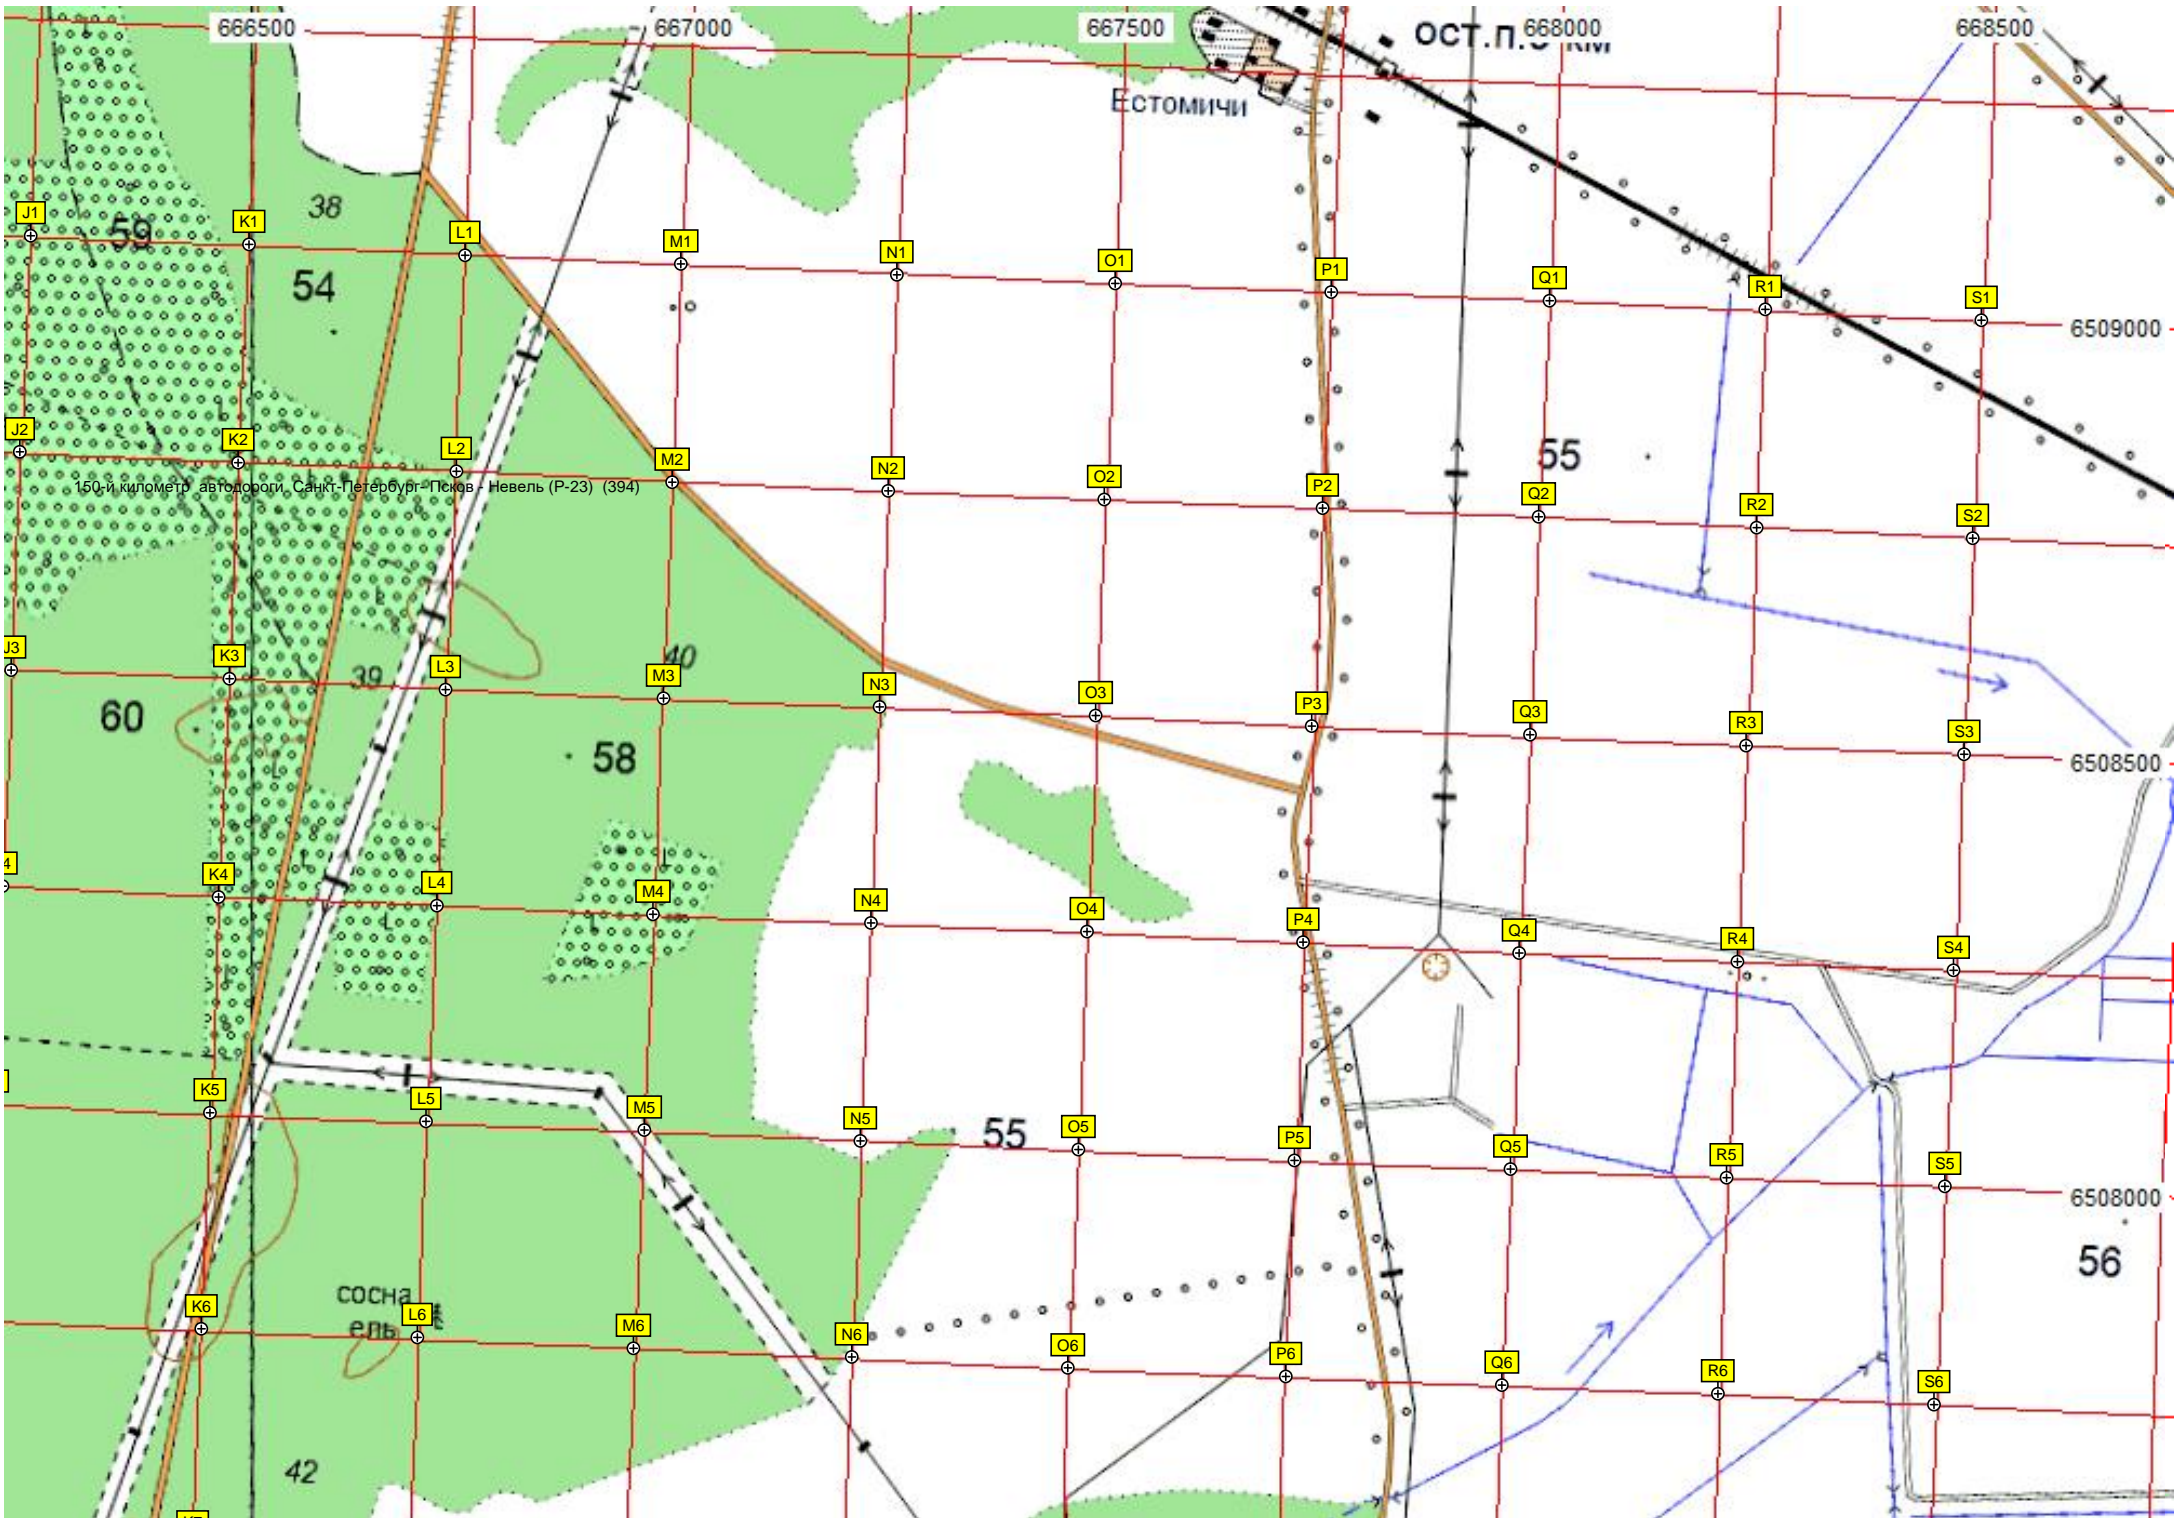 666500 667000 667500 668000 668500
ост.п.
км
Естомичи
38
59
J1 K1 L1 M1 N1 O1 P1 Q1 R1 S1
54
6509000
J2 K2 L2 M2 N2 O2 P2 Q2 R2 S2
55
150-й километр автодороги Санкт-Петербург - Псков - Невель (Р-23) (394)
40
39
J3 K3 L3 M3 N3 O3 P3 Q3 R3 S3
60
58
6508500
4 K4 L4 M4 N4 O4 P4 Q4 R4 S4
K5 L5 M5 N5 O5 P5 Q5 R5 S5
55
6508000
56
сосна
ель
K6 L6 M6 N6 O6 P6 Q6 R6 S6
42